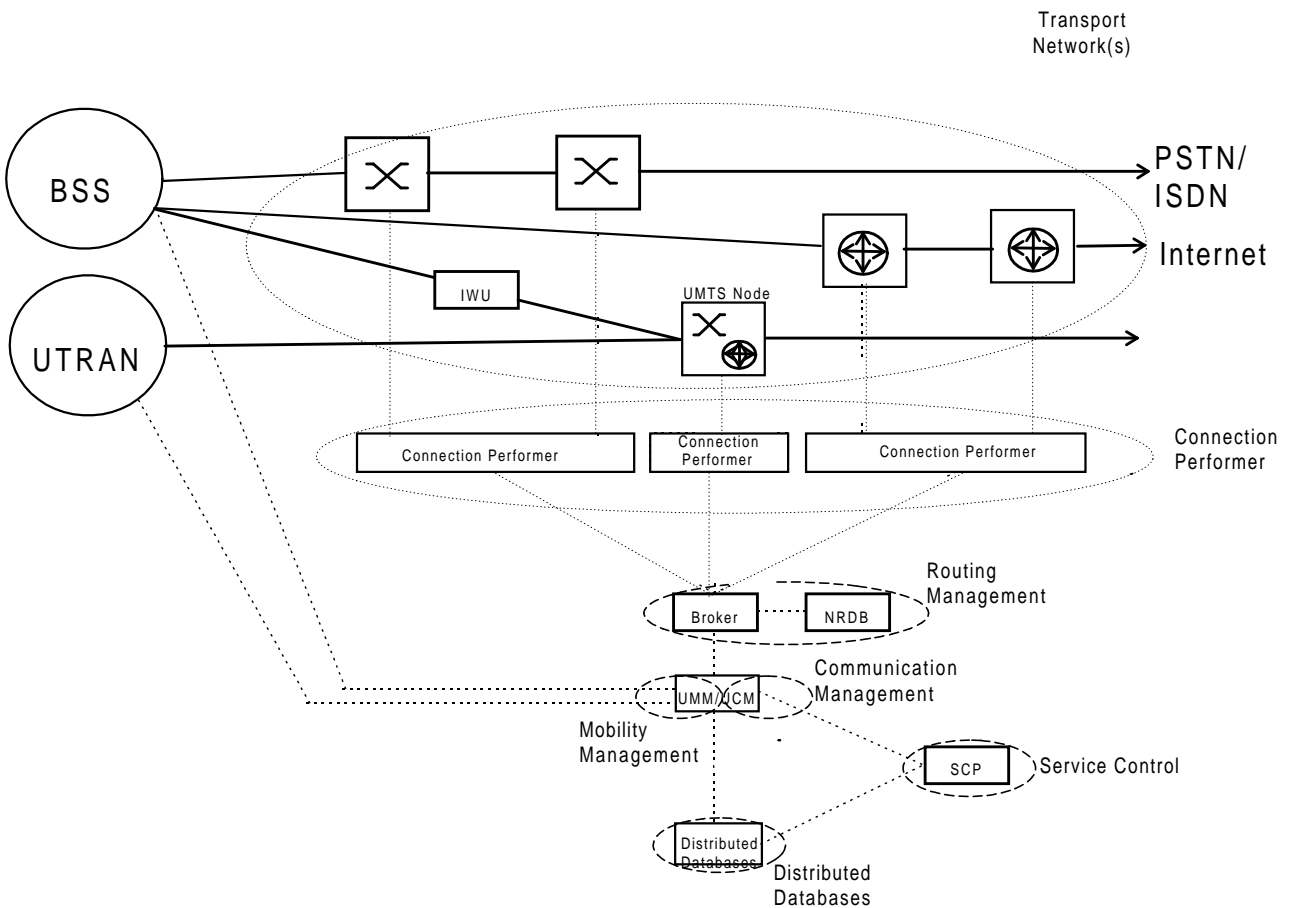 Transport
Network(s)
BSS
PSTN/
ISDN
Internet
IWU
UMTS Node
UTRAN
Connection Performer
Connection
Performer
Connection Performer
Connection
Performer
Routing
Management
Broker
NRDB
Communication
Management
UMM/UCM
Mobility
Management
SCP
Service Control
Distributed
Databases
Distributed
Databases